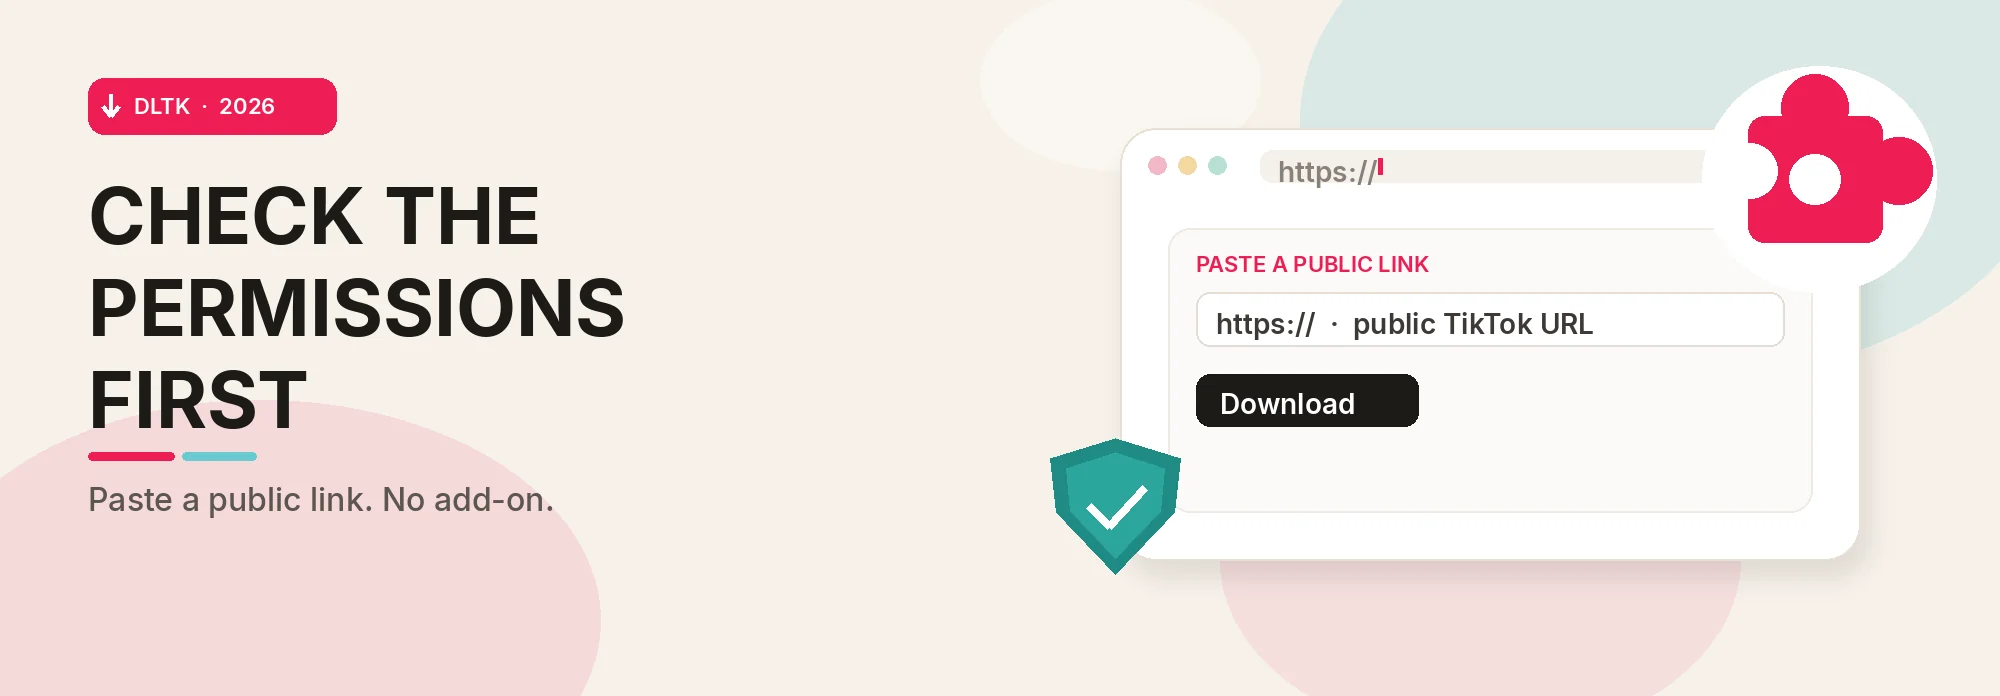 DLTK · 2026
CHECK THE
PERMISSIONS
FIRST
Paste a public link. No add-on.
https://
PASTE A PUBLIC LINK
https:// · public TikTok URL
Download